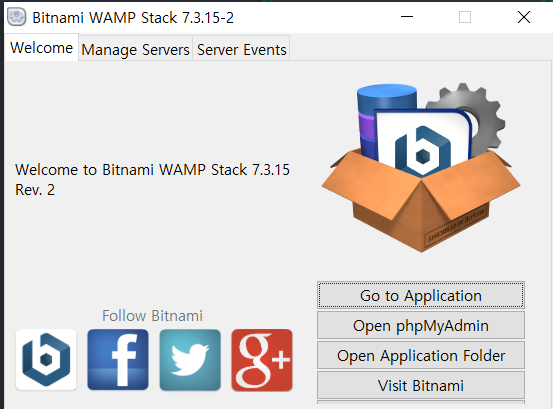 Bitnami WAMP Stack 7.3.15-2
Welcome Manage Servers Server Events
Welcome to Bitnami WAMP Stack 7.3.15
Rev. 2
ASSEMBLED BY BITNAMI
Follow Bitnami
Go to Application
Open phpMyAdmin
Open Application Folder
Visit Bitnami